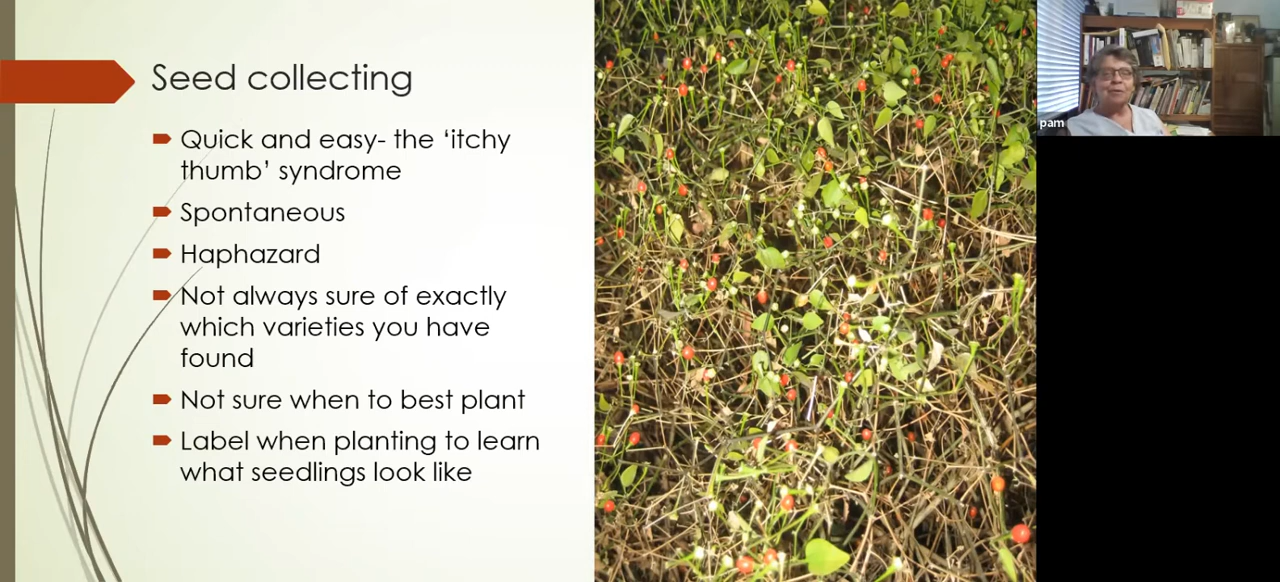 Seed collecting
Quick and easy- the ‘itchy
thumb’ syndrome
Spontaneous
Haphazard
Not always sure of exactly
which varieties you have
found
Not sure when to best plant
Label when planting to learn
what seedlings look like
pam